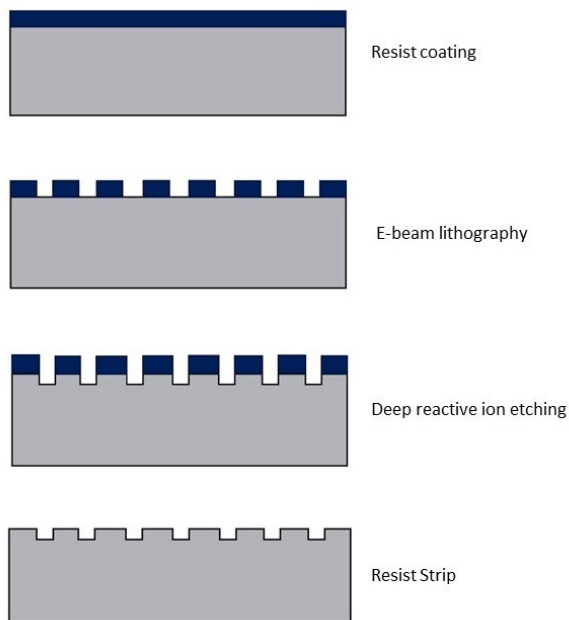 Resist coating
E-beam lithography
Deep reactive ion etching
Resist Strip